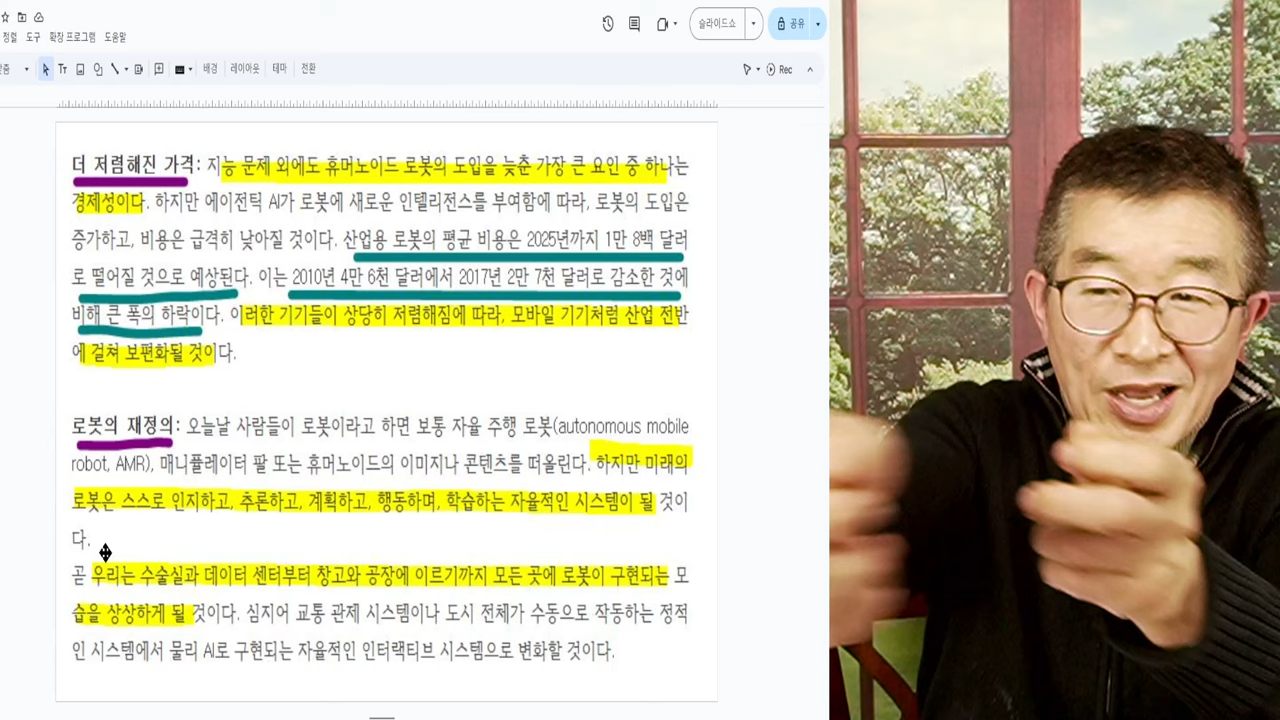 정렬 도구 확장 프로그램 도움말
슬라이드쇼
공유
배경 레이아웃 테마 전환
Rec
더 저렴해진 가격: 지능 문제 외에도 휴머노이드 로봇의 도입을 늦춘 가장 큰 요인 중 하나는
경제성이다. 하지만 에이전틱 AI가 로봇에 새로운 인텔리전스를 부여함에 따라, 로봇의 도입은
증가하고, 비용은 급격히 낮아질 것이다. 산업용 로봇의 평균 비용은 2025년까지 1만 8백 달러
로 떨어질 것으로 예상된다. 이는 2010년 4만 6천 달러에서 2017년 2만 7천 달러로 감소한 것에
비해 큰 폭의 하락이다. 이러한 기기들이 상당히 저렴해짐에 따라, 모바일 기기처럼 산업 전반
에 걸쳐 보편화될 것이다.
로봇의 재정의: 오늘날 사람들이 로봇이라고 하면 보통 자율 주행 로봇(autonomous mobile
robot, AMR), 매니퓰레이터 팔 또는 휴머노이드의 이미지나 콘텐츠를 떠올린다. 하지만 미래의
로봇은 스스로 인지하고, 추론하고, 계획하고, 행동하며, 학습하는 자율적인 시스템이 될 것이
다.
곧 우리는 수술실과 데이터 센터부터 창고와 공장에 이르기까지 모든 곳에 로봇이 구현되는 모
습을 상상하게 될 것이다. 심지어 교통 관제 시스템이나 도시 전체가 수동으로 작동하는 정적
인 시스템에서 물리 AI로 구현되는 자율적인 인터랙티브 시스템으로 변화할 것이다.